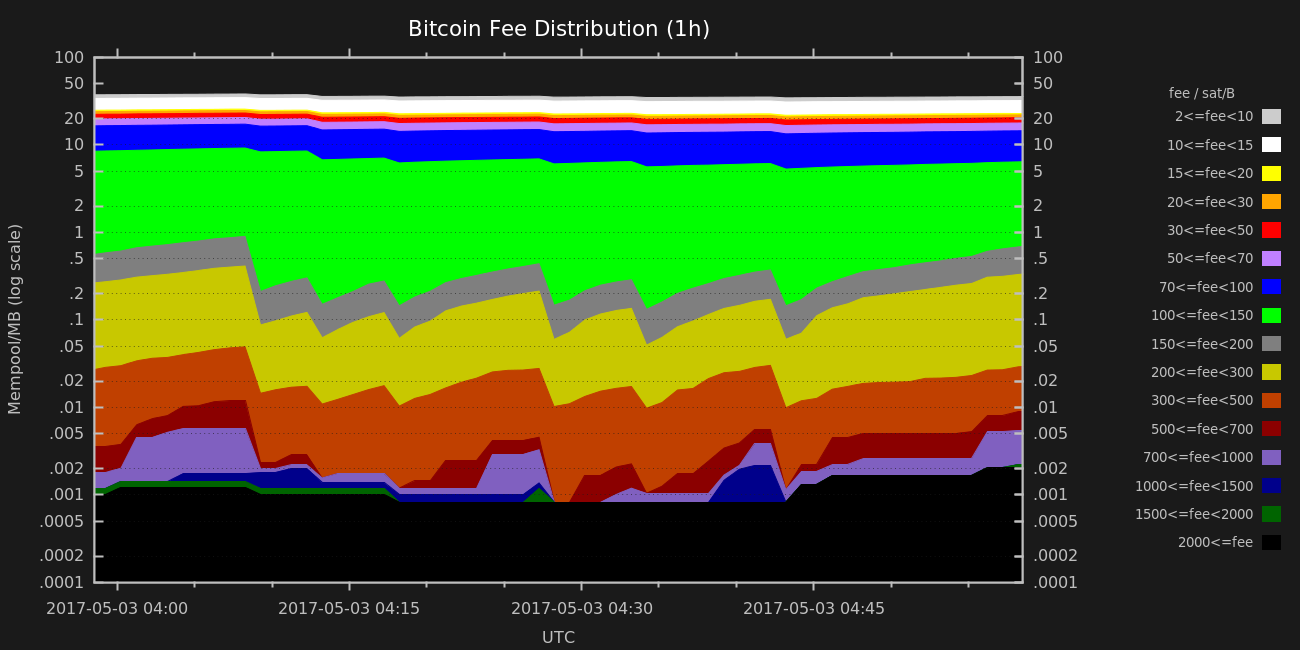 Bitcoin Fee Distribution (1h)
Mempool/MB (log scale)
100
50
20
10
5
2
1
.5
.2
.1
.05
.02
.01
.005
.002
.001
.0005
.0002
.0001
100
50
20
10
5
2
1
.5
.2
.1
.05
.02
.01
.005
.002
.001
.0005
.0002
.0001
2017-05-03 04:00 2017-05-03 04:15 2017-05-03 04:30 2017-05-03 04:45
UTC
fee / sat/B
2<=fee<10
10<=fee<15
15<=fee<20
20<=fee<30
30<=fee<50
50<=fee<70
70<=fee<100
100<=fee<150
150<=fee<200
200<=fee<300
300<=fee<500
500<=fee<700
700<=fee<1000
1000<=fee<1500
1500<=fee<2000
2000<=fee